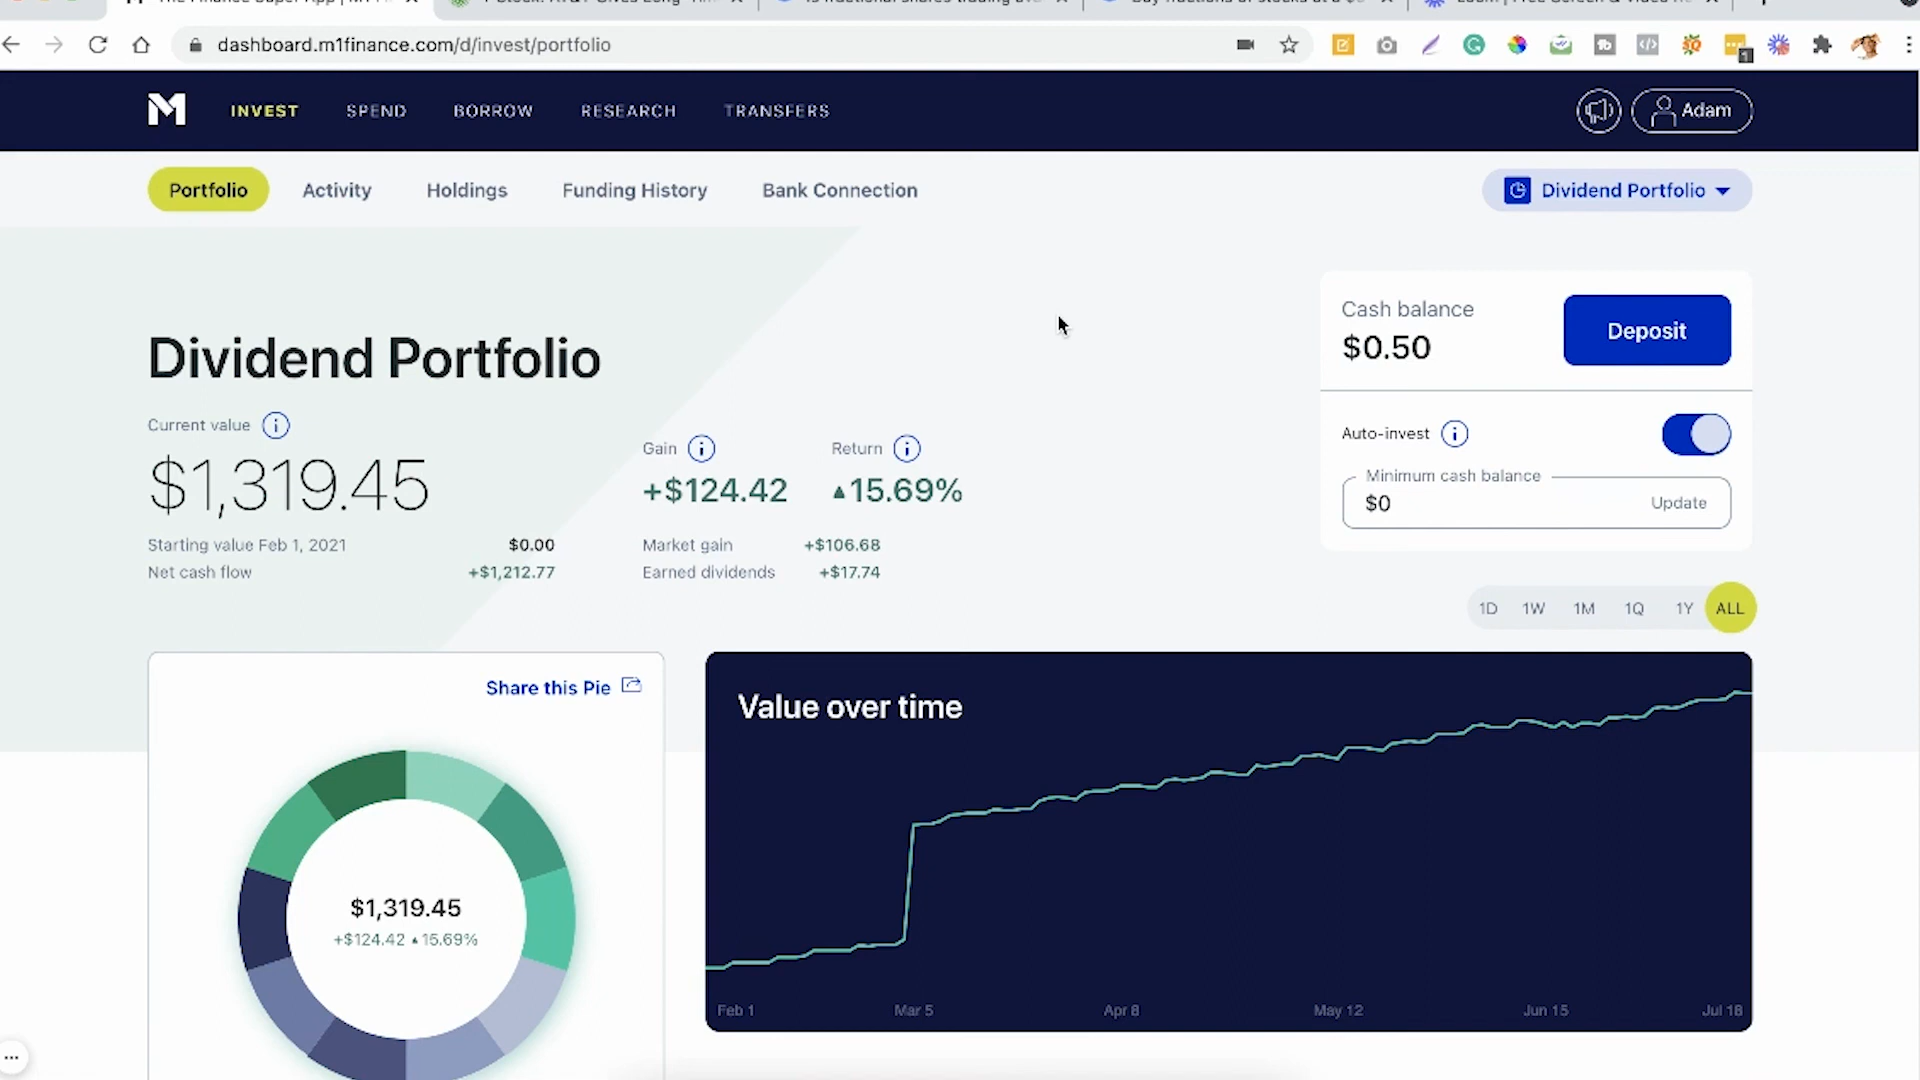 dashboard.m1finance.com/d/invest/portfolio
1
INVEST SPEND BORROW RESEARCH TRANSFERS
Adam
Portfolio Activity Holdings Funding History Bank Connection
Dividend Portfolio
Cash balance
$0.50
Deposit
Dividend Portfolio
Current value
$1,319.45
Starting value Feb 1, 2021 $0.00
Net cash flow +$1,212.77
Gain
+$124.42
Return
15.69%
Market gain +$106.68
Earned dividends +$17.74
Auto-invest
Minimum cash balance
$0 Update
1D 1W 1M 1Q 1Y ALL
Share this Pie
$1,319.45
+$124.42 15.69%
Value over time
Feb 1 Mar 5 Apr 8 May 12 Jun 15 Jul 18